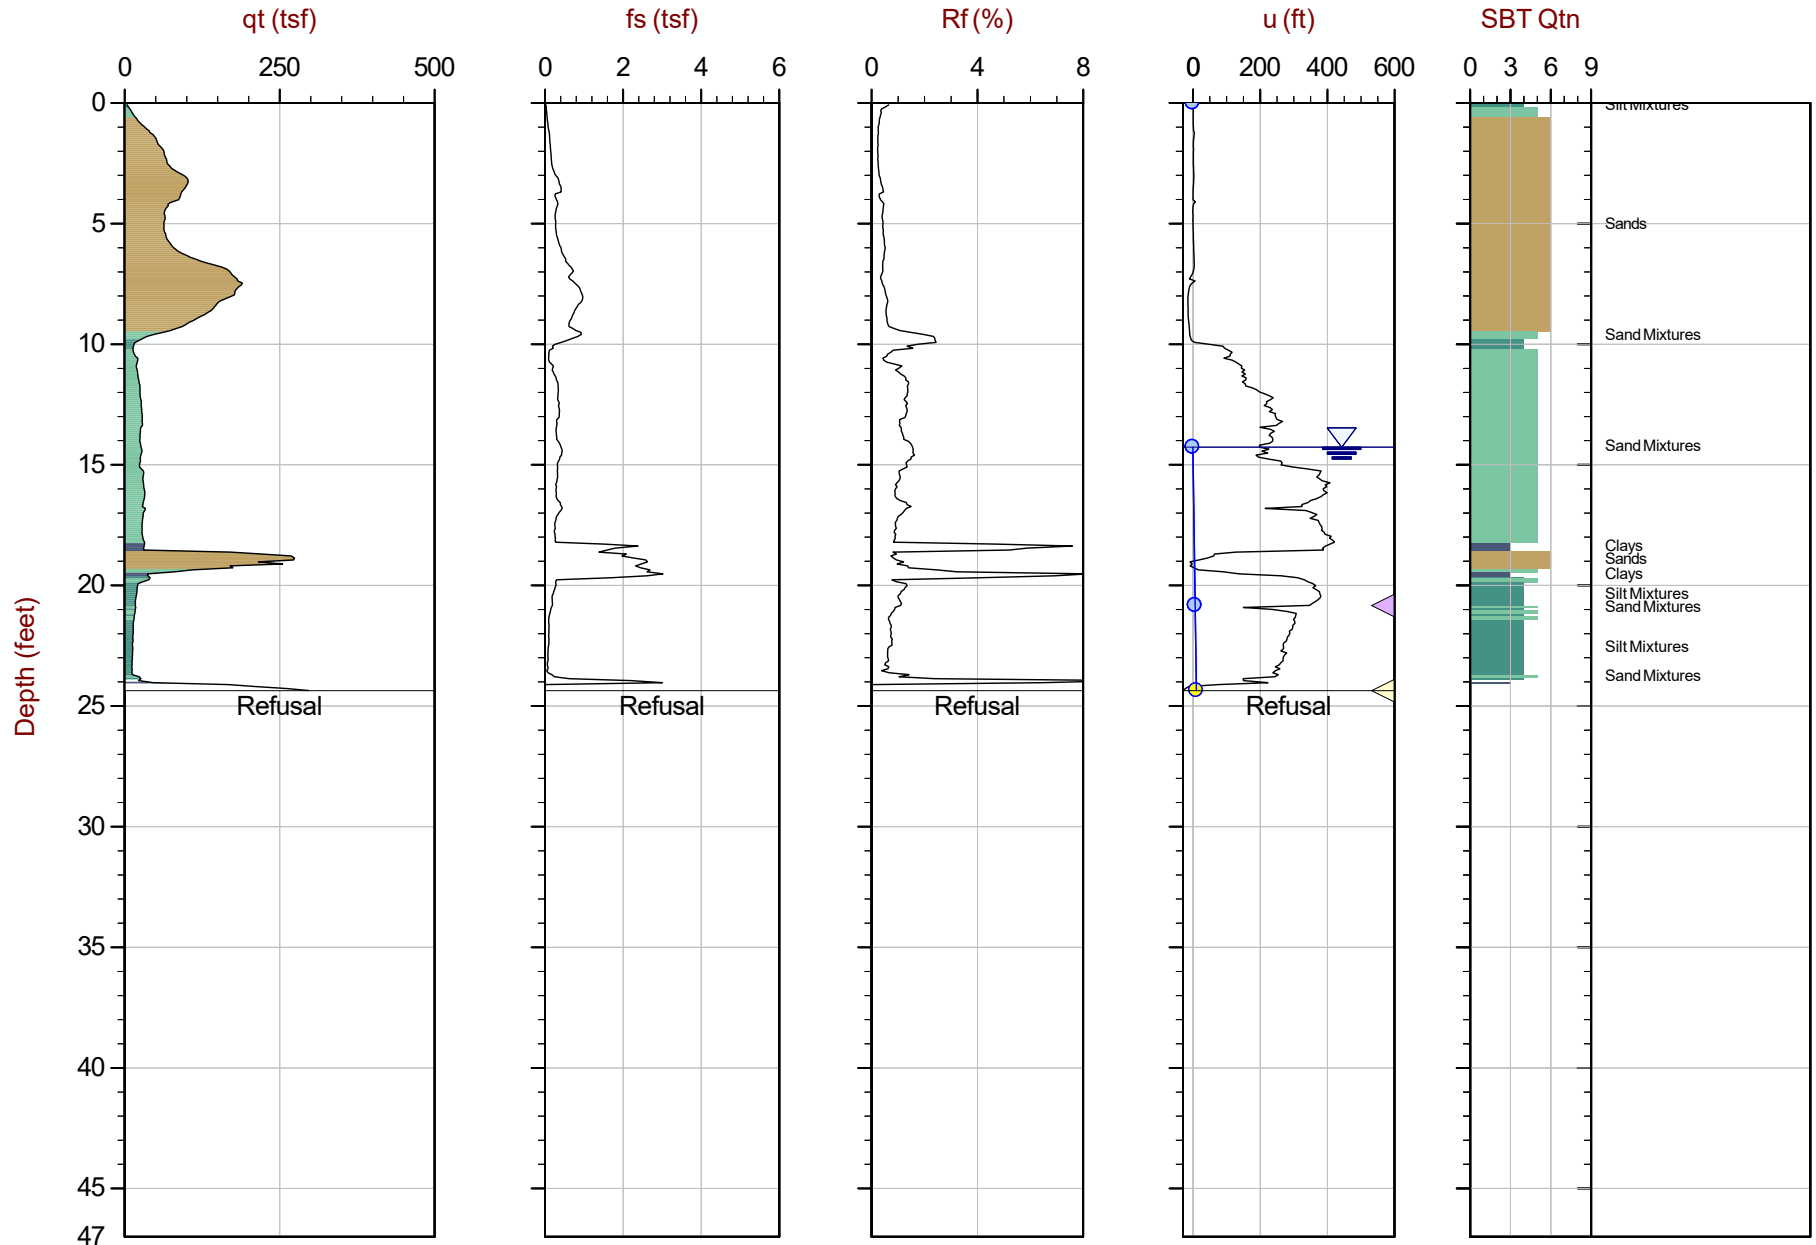 qt (tsf) fs (tsf) Rf (%) u (ft) SBT Qtn
0 250 500 0 2 4 6 0 4 8 0 200 400 600 0 3 6 9
0
Silt Mixtures
5
Sands
Sand Mixtures
10
Sand Mixtures
15
Clays
Sands
Clays
20
Silt Mixtures
Sand Mixtures
Silt Mixtures
Sand Mixtures
25
Refusal Refusal Refusal Refusal
Depth (feet)
30
35
40
45
47